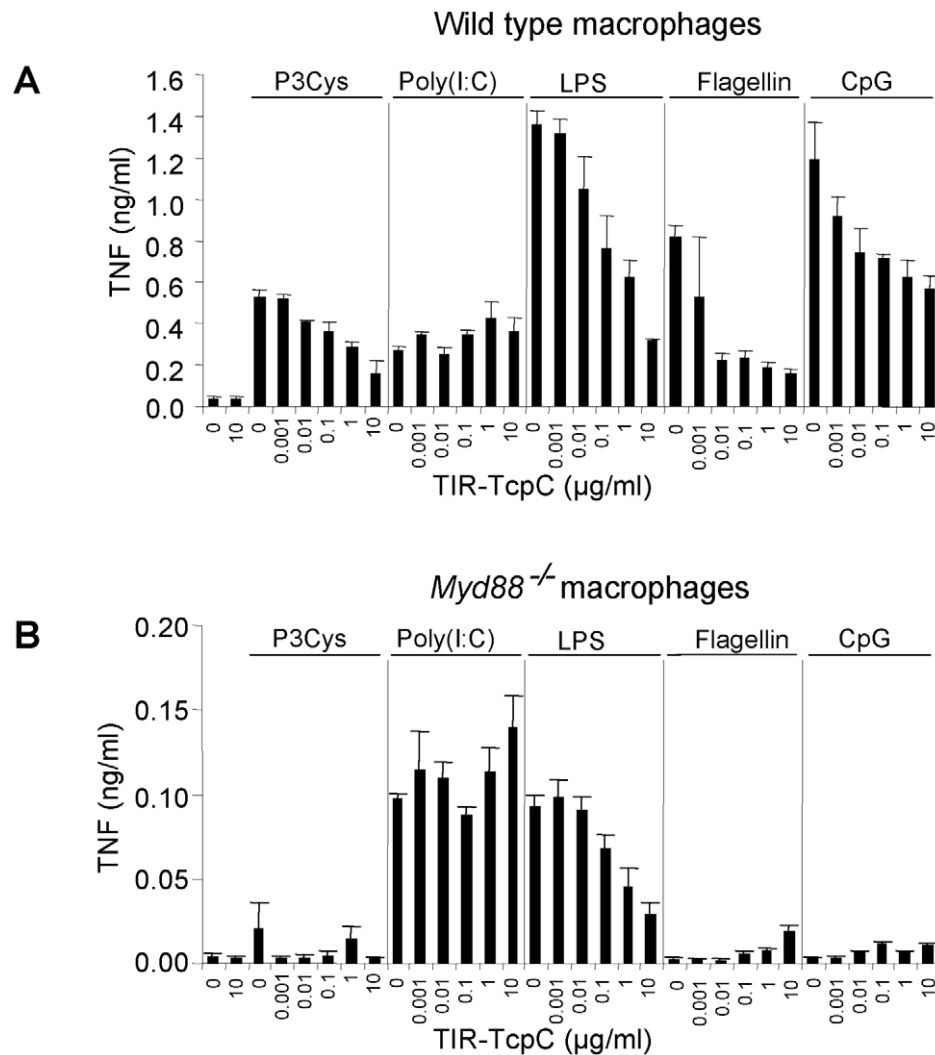 Wild type macrophages
A
P3Cys Poly(I:C) LPS Flagellin CpG
TNF (ng/ml)
1.6
1.4
1.2
1.0
0.8
0.6
0.4
0.2
0.0
0 10 0 0.001 0.01 0.1 1 10 0 0.001 0.01 0.1 1 10 0 0.001 0.01 0.1 1 10 0 0.001 0.01 0.1 1 10 0 0.001 0.01 0.1 1 10
TIR-TcpC (µg/ml)
Myd88 -/- macrophages
B
P3Cys Poly(I:C) LPS Flagellin CpG
TNF (ng/ml)
0.20
0.15
0.10
0.05
0.00
0 10 0 0.001 0.01 0.1 1 10 0 0.001 0.01 0.1 1 10 0 0.001 0.01 0.1 1 10 0 0.001 0.01 0.1 1 10 0 0.001 0.01 0.1 1 10
TIR-TcpC (µg/ml)